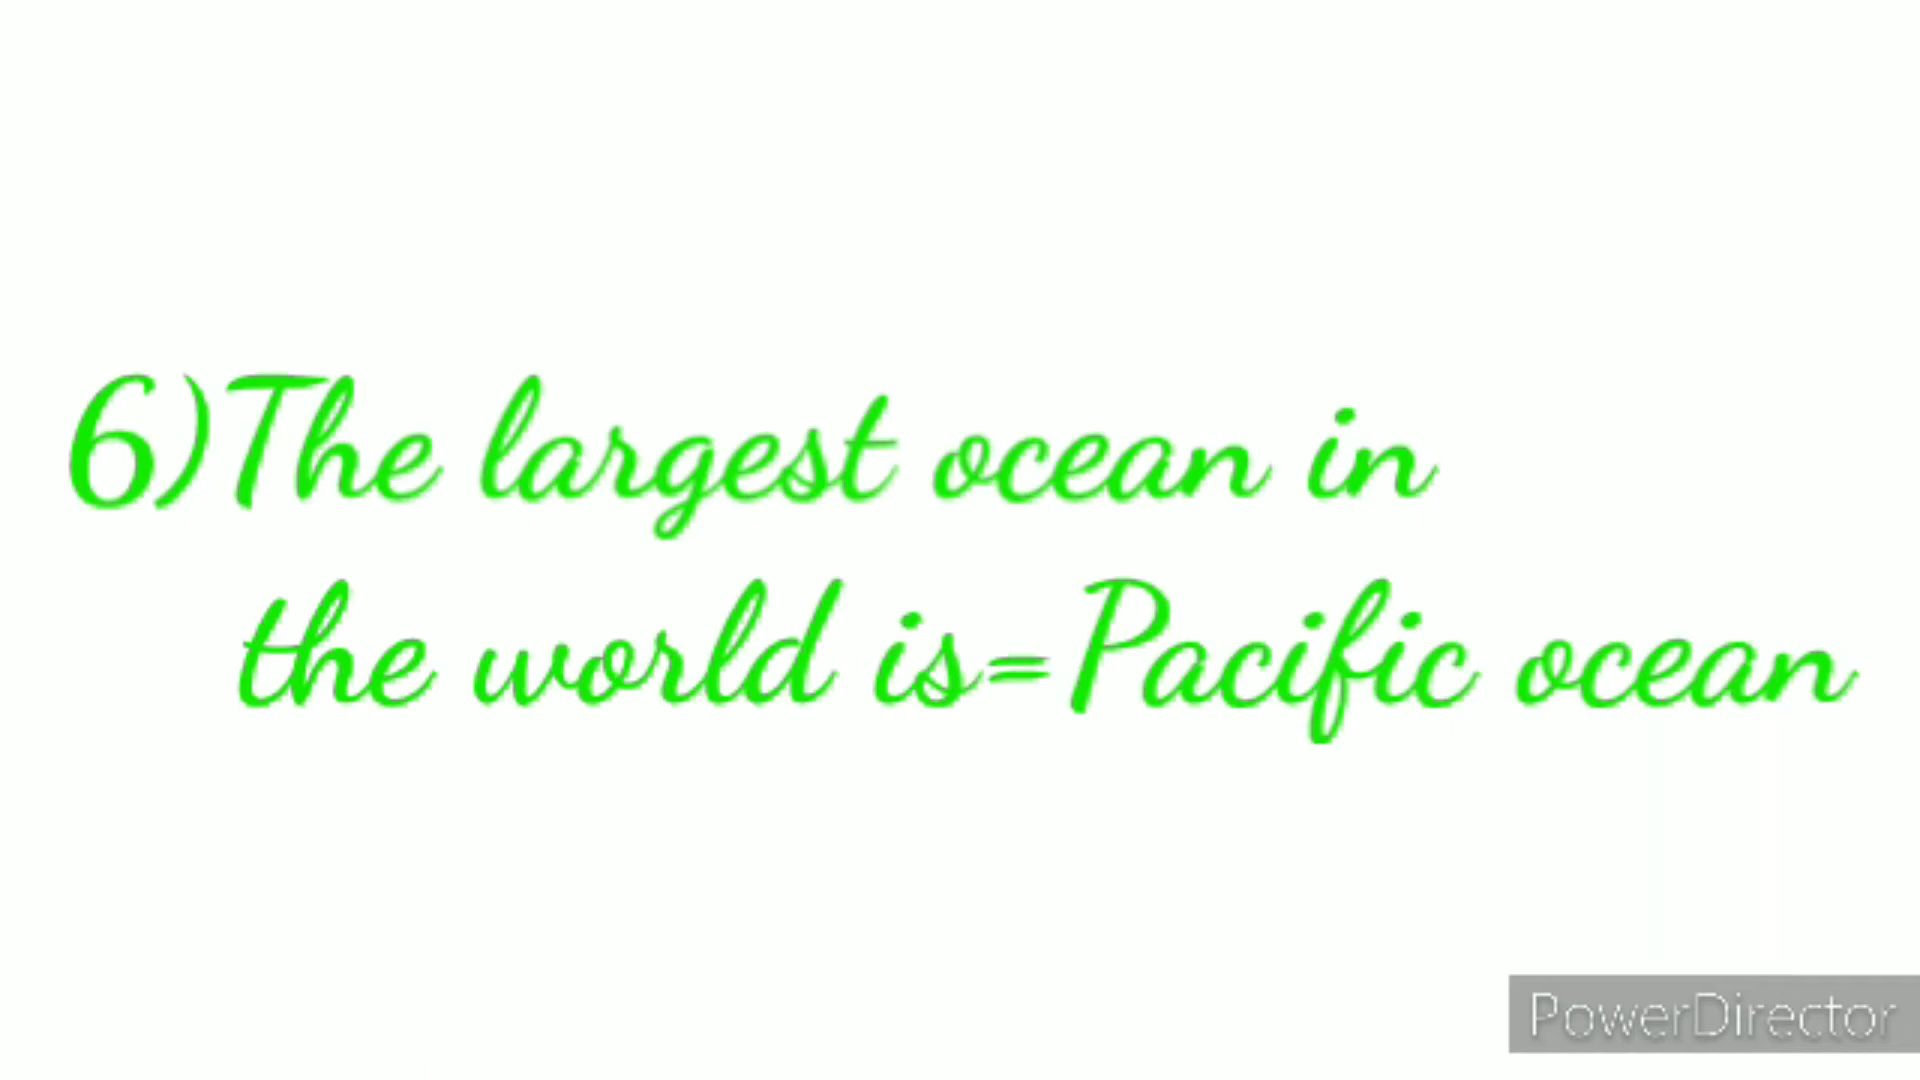 6)The largest ocean in
the world is=Pacific ocean
PowerDirector